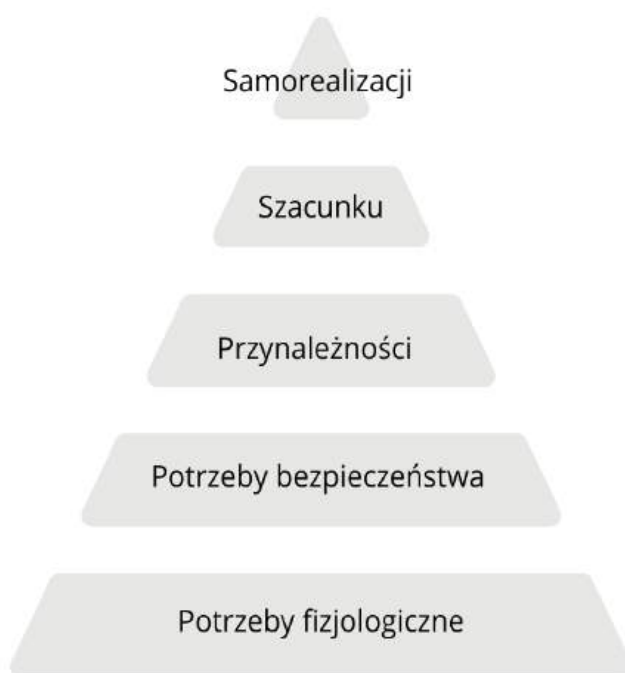 Samorealizacji
Szacunku
Przynależności
Potrzeby bezpieczeństwa
Potrzeby fizjologiczne